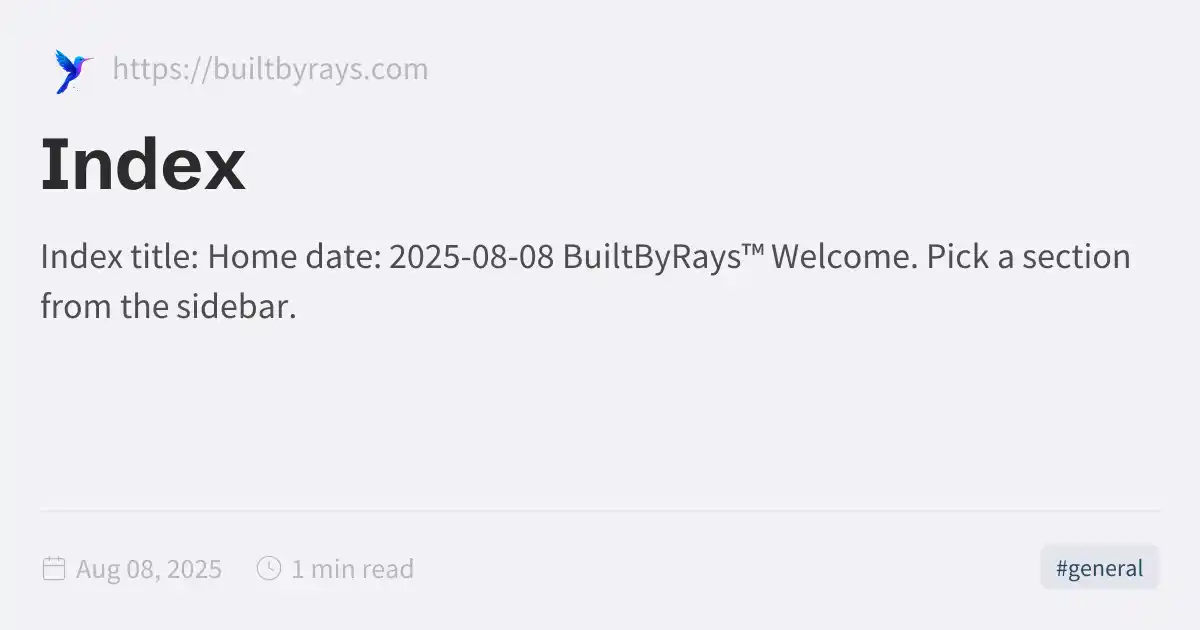 https://builtbyrays.com
Index
Index title: Home date: 2025-08-08 BuiltByRays™ Welcome. Pick a section
from the sidebar.
Aug 08, 2025
1 min read
#general